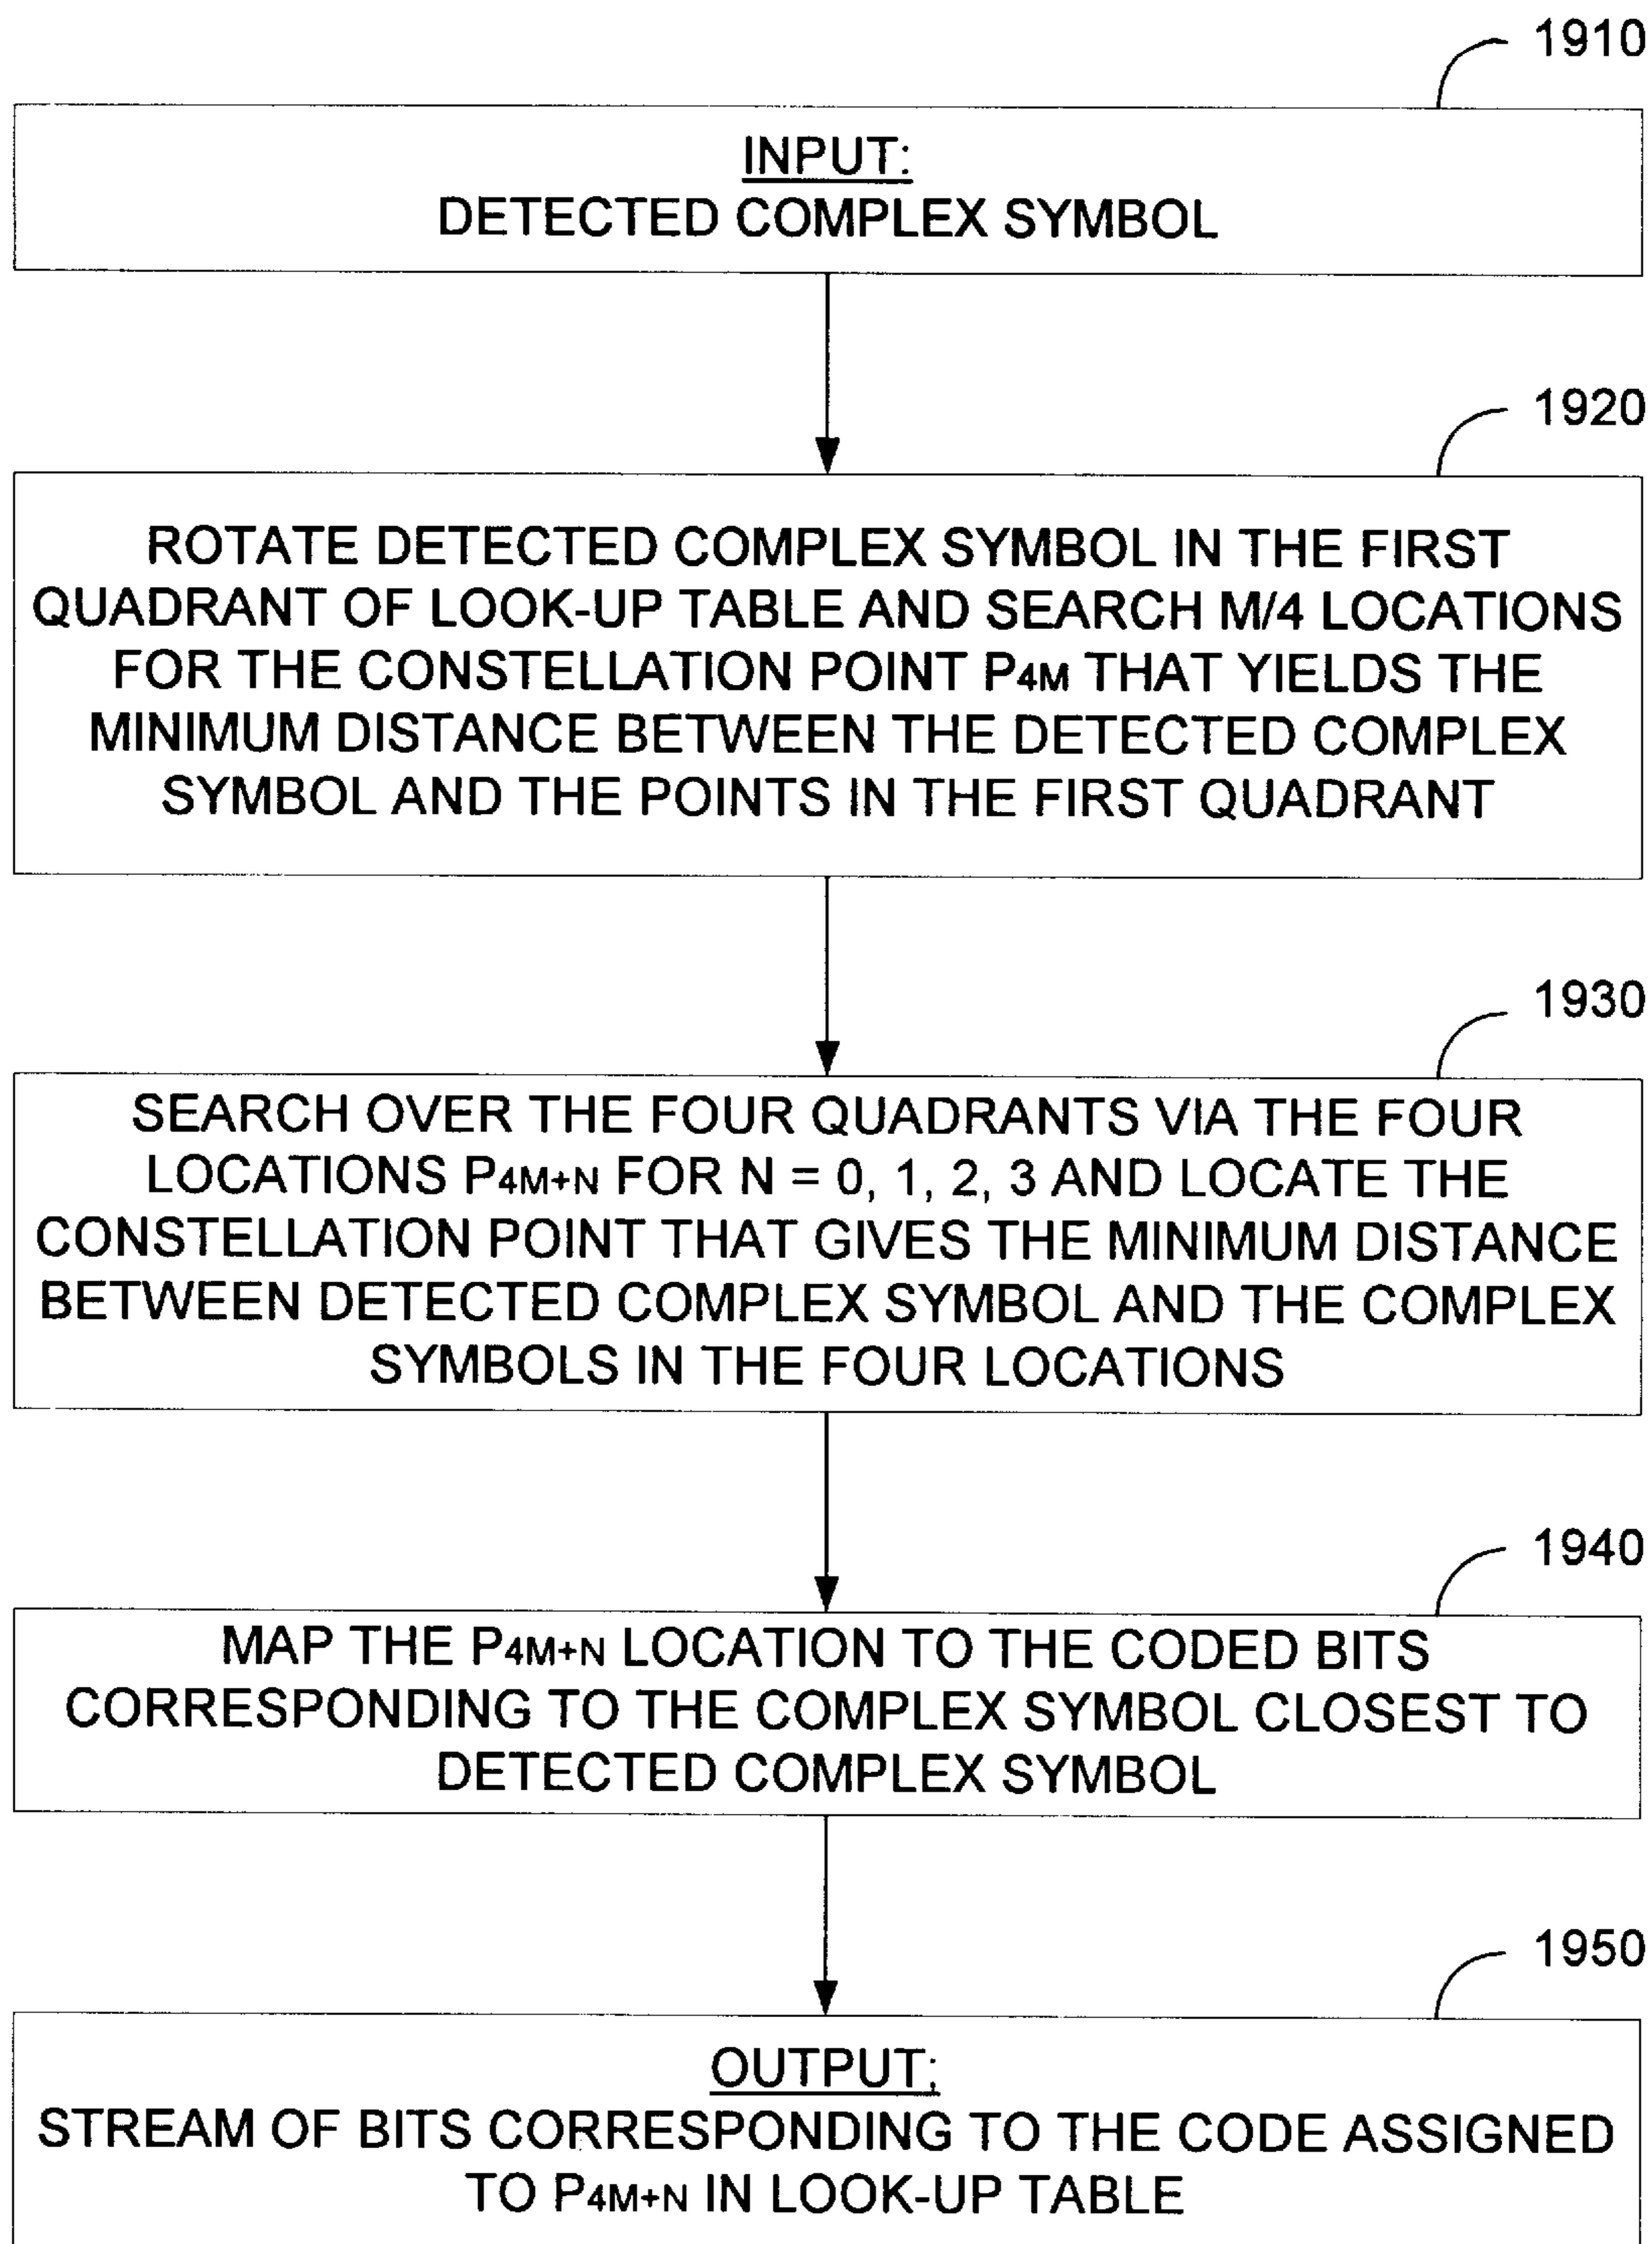 1910
INPUT:
DETECTED COMPLEX SYMBOL
1920
ROTATE DETECTED COMPLEX SYMBOL IN THE FIRST
QUADRANT OF LOOK-UP TABLE AND SEARCH M/4 LOCATIONS
FOR THE CONSTELLATION POINT P4M THAT YIELDS THE
MINIMUM DISTANCE BETWEEN THE DETECTED COMPLEX
SYMBOL AND THE POINTS IN THE FIRST QUADRANT
1930
SEARCH OVER THE FOUR QUADRANTS VIA THE FOUR
LOCATIONS P4M+N FOR N = 0, 1, 2, 3 AND LOCATE THE
CONSTELLATION POINT THAT GIVES THE MINIMUM DISTANCE
BETWEEN DETECTED COMPLEX SYMBOL AND THE COMPLEX
SYMBOLS IN THE FOUR LOCATIONS
1940
MAP THE P4M+N LOCATION TO THE CODED BITS
CORRESPONDING TO THE COMPLEX SYMBOL CLOSEST TO
DETECTED COMPLEX SYMBOL
1950
OUTPUT;
STREAM OF BITS CORRESPONDING TO THE CODE ASSIGNED
TO P4M+N IN LOOK-UP TABLE